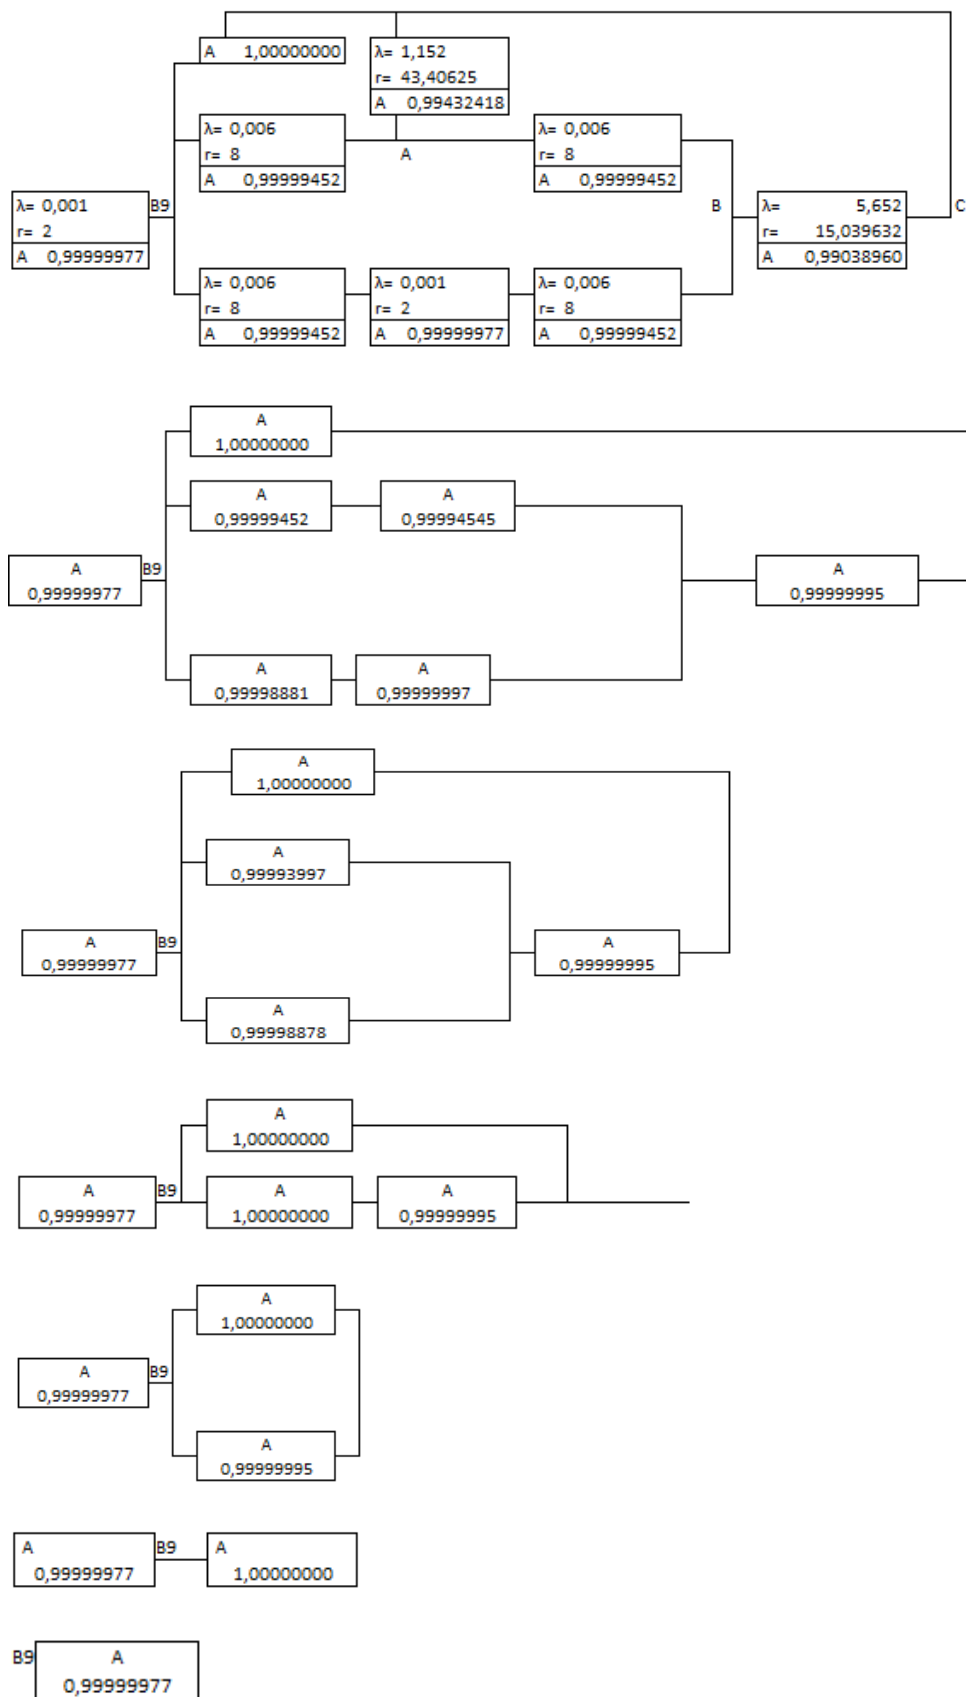 A 1,00000000
λ= 1,152
r= 43,40625
A 0,99432418
λ= 0,006
r= 8
A 0,99999452
A
λ= 0,006
r= 8
A 0,99999452
λ= 0,001
r= 2
A 0,99999977
B9
B
λ= 5,652
r= 15,039632
A 0,99038960
C
λ= 0,006
r= 8
A 0,99999452
λ= 0,001
r= 2
A 0,99999977
λ= 0,006
r= 8
A 0,99999452
A
1,00000000
A
0,99999452
A
0,99994545
A
0,99999977
B9
A
0,99999995
A
0,99998881
A
0,99999997
A
1,00000000
A
0,99993997
A
0,99999977
B9
A
0,99999995
A
0,99998878
A
1,00000000
A
0,99999977
B9
A
1,00000000
A
0,99999995
A
1,00000000
A
0,99999977
B9
A
0,99999995
A
0,99999977
B9
A
1,00000000
B9
A
0,99999977